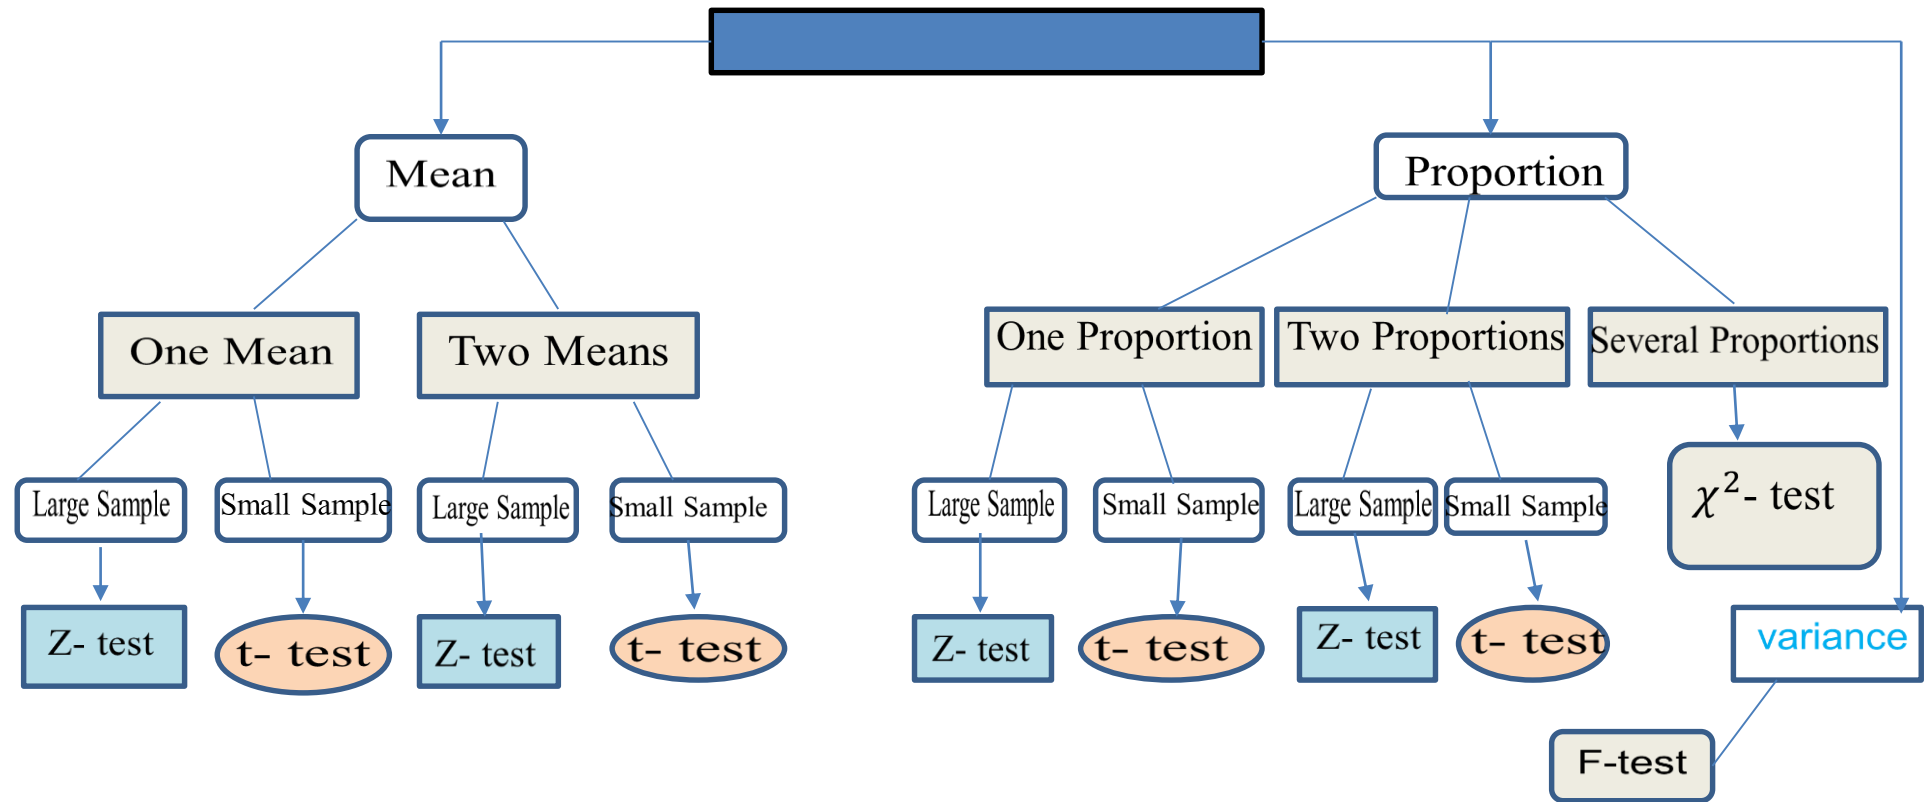 Mean
Proportion
One Mean
Two Means
One Proportion
Two Proportions
Several Proportions
Large Sample
Small Sample
Large Sample
Small Sample
Large Sample
Small Sample
Large Sample
Small Sample
χ²- test
Z- test
t- test
Z- test
t- test
Z- test
t- test
Z- test
t- test
variance
F-test